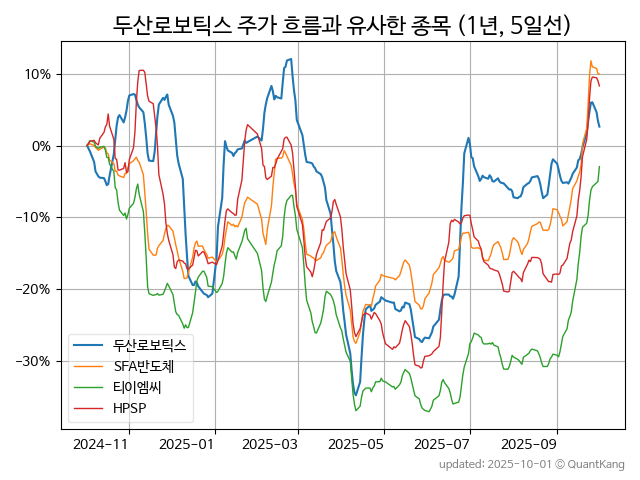 두산로보틱스 주가 흐름과 유사한 종목 (1년, 5일선)
10%
0%
−10%
−20%
−30%
두산로보틱스
SFA반도체
티이엠씨
HPSP
2024-11
2025-01
2025-03
2025-05
2025-07
2025-09
updated: 2025-10-01 © QuantKang